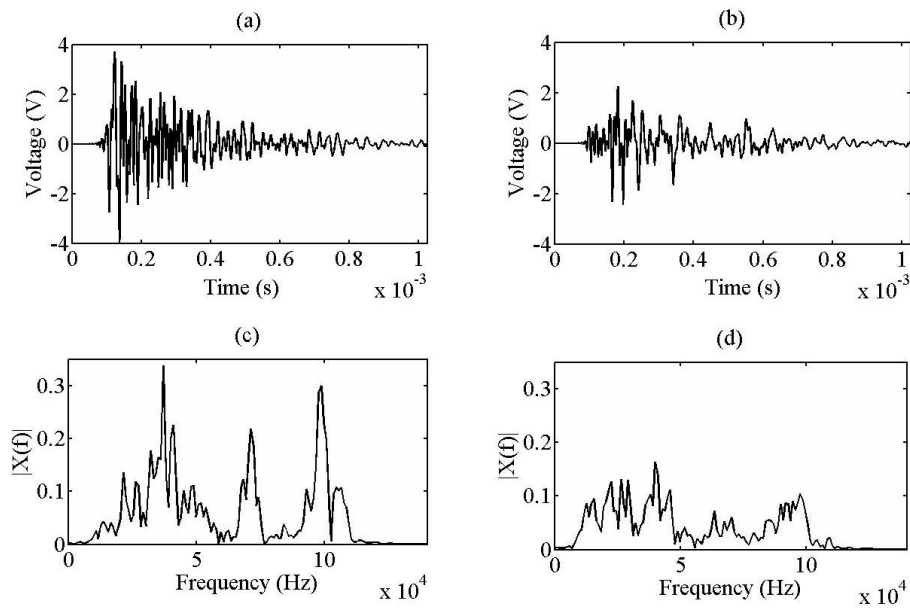 (a)
Voltage (V)
4
2
0
-2
-4
0 0.2 0.4 0.6 0.8 1
Time (s)
x 10⁻³
(b)
Voltage (V)
4
2
0
-2
-4
0 0.2 0.4 0.6 0.8 1
Time (s)
x 10⁻³
(c)
|X(f)|
0.3
0.2
0.1
0
0 5 10
Frequency (Hz)
x 10⁴
(d)
|X(f)|
0.3
0.2
0.1
0
0 5 10
Frequency (Hz)
x 10⁴